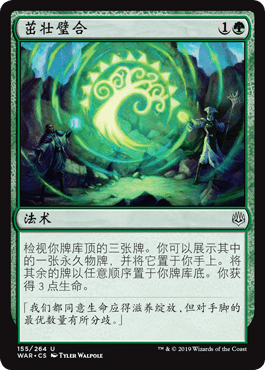 茁壮璧合 1
法术
检视你牌库顶的三张牌。你可以展示其中
的一张永久物牌，并将它置于你手上。将
其余的牌以任意顺序置于你牌库底。你获
得 3 点生命。
「我们都同意生命应得滋养绽放，但对手脚的
最优数量有所分歧。」
155/264 U
WAR • CS TYLER WALPOLE
™ & © 2019 Wizards of the Coast